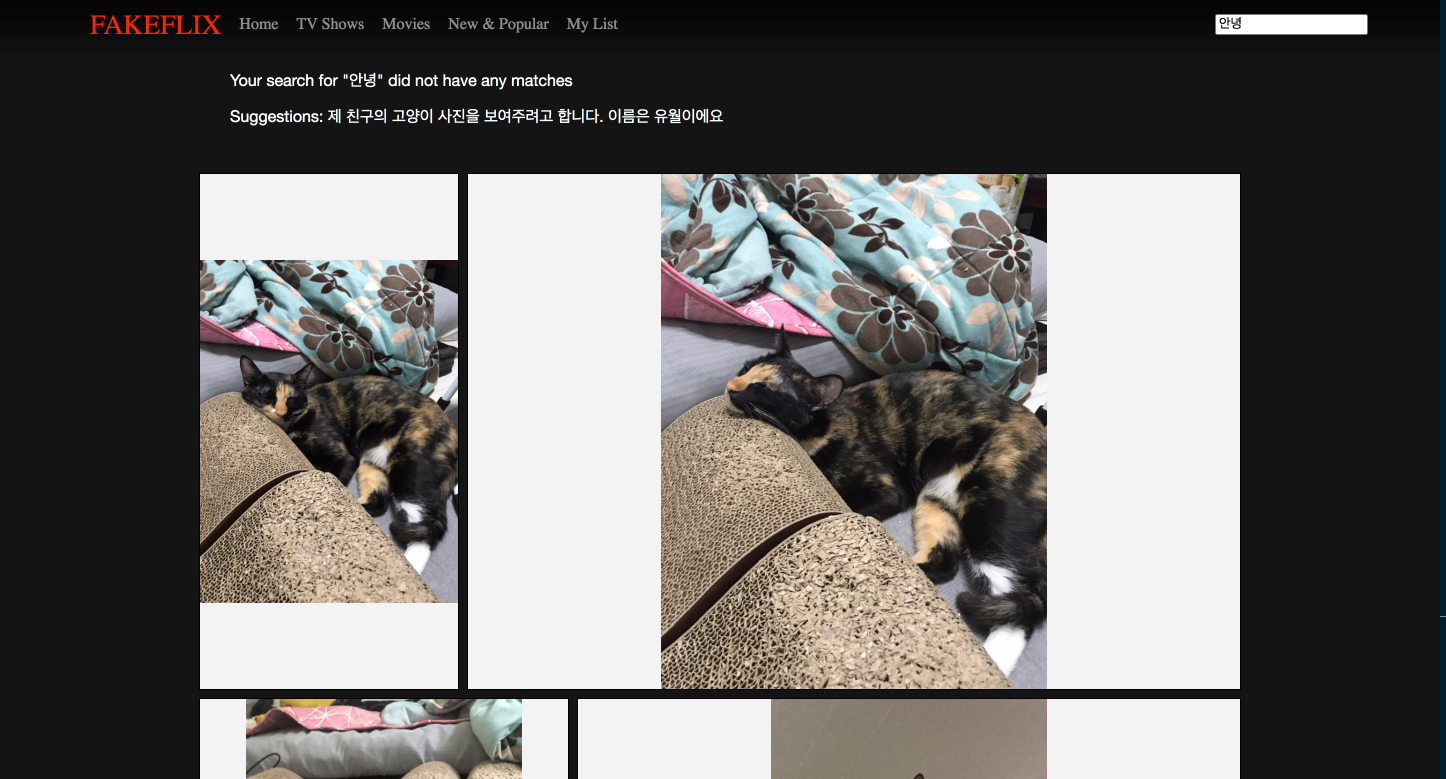 FAKEFLIX Home TV Shows Movies New & Popular My List 안녕
Your search for "안녕" did not have any matches
Suggestions: 제 친구의 고양이 사진을 보여주려고 합니다. 이름은 유월이에요